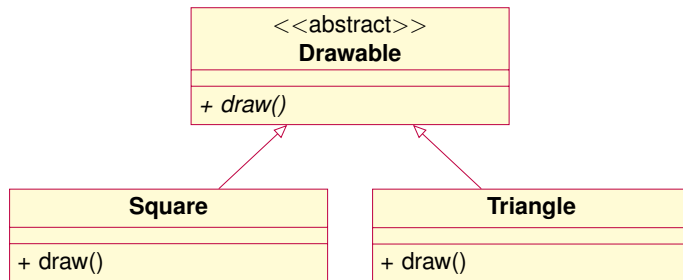 <<abstract>>
Drawable
+ draw()
Square
+ draw()
Triangle
+ draw()